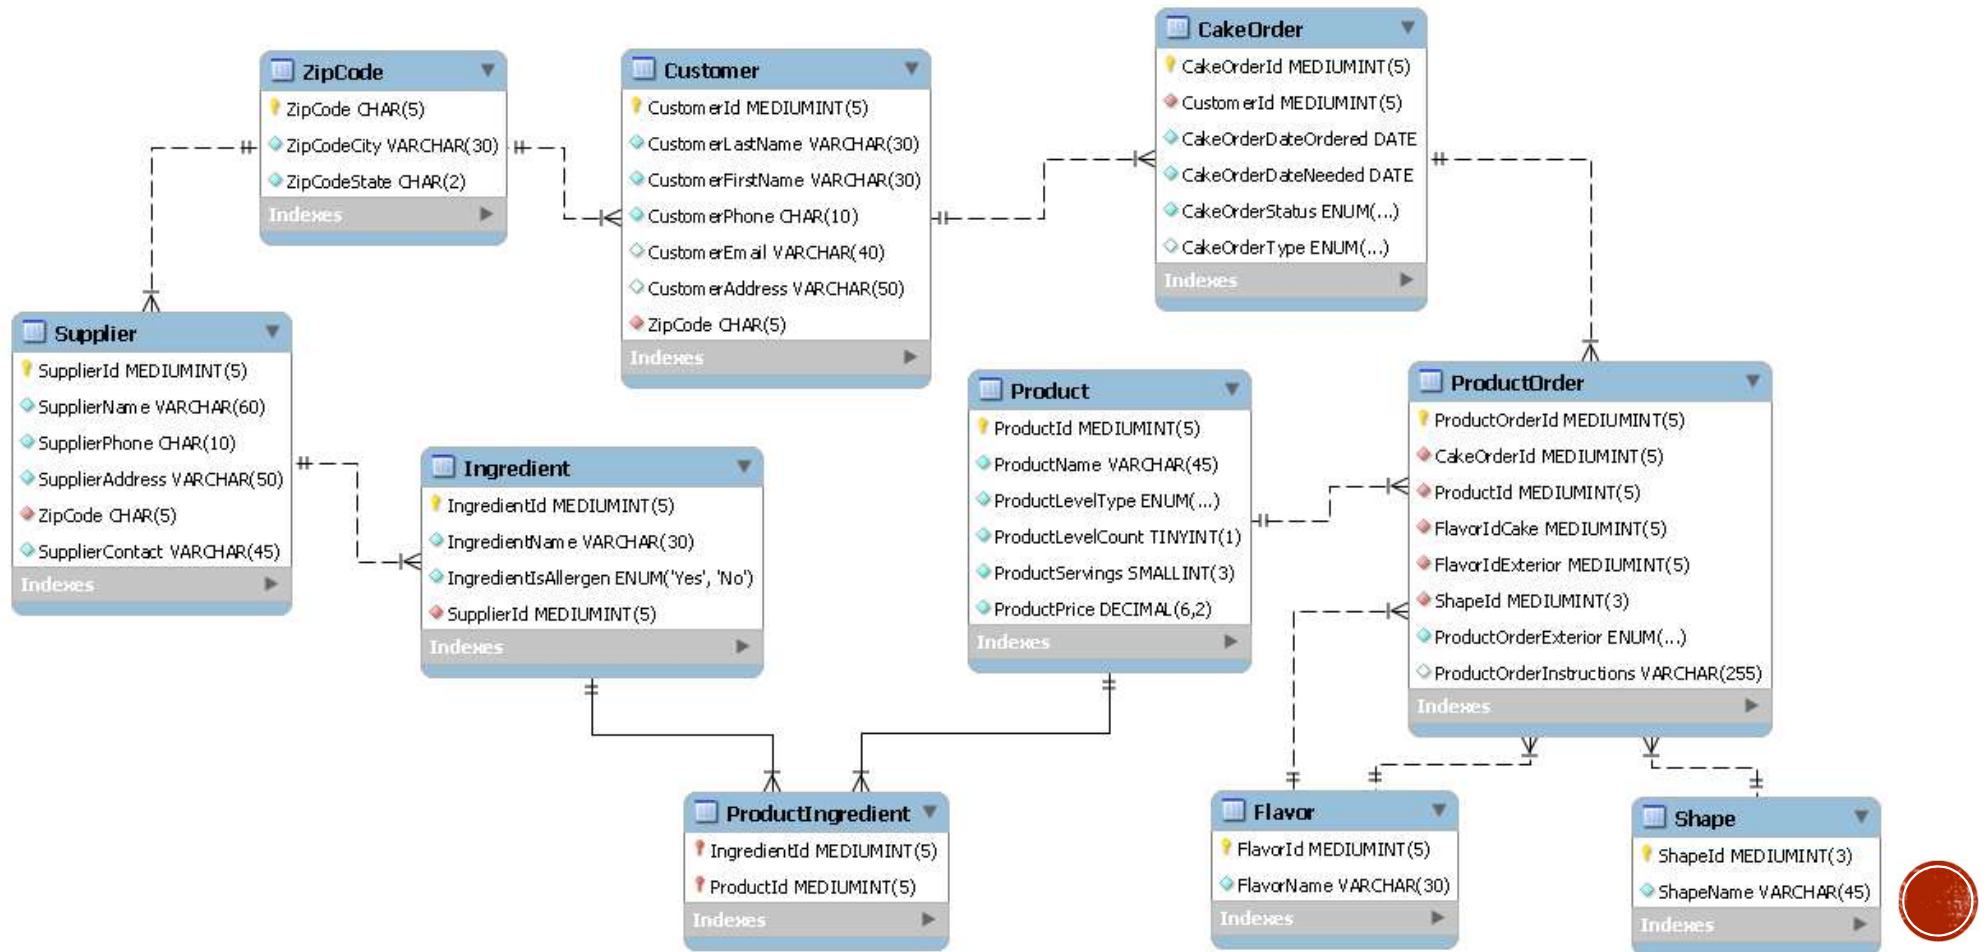 ZipCode
ZipCode CHAR(5)
ZipCodeCity VARCHAR(30)
ZipCodeState CHAR(2)
Indexes
Customer
CustomerId MEDIUMINT(5)
CustomerLastName VARCHAR(30)
CustomerFirstName VARCHAR(30)
CustomerPhone CHAR(10)
CustomerEmail VARCHAR(40)
CustomerAddress VARCHAR(50)
ZipCode CHAR(5)
Indexes
CakeOrder
CakeOrderId MEDIUMINT(5)
CustomerId MEDIUMINT(5)
CakeOrderDateOrdered DATE
CakeOrderDateNeeded DATE
CakeOrderStatus ENUM(...)
CakeOrderType ENUM(...)
Indexes
Supplier
SupplierId MEDIUMINT(5)
SupplierName VARCHAR(60)
SupplierPhone CHAR(10)
SupplierAddress VARCHAR(50)
ZipCode CHAR(5)
SupplierContact VARCHAR(45)
Indexes
Ingredient
IngredientId MEDIUMINT(5)
IngredientName VARCHAR(30)
IngredientIsAllergen ENUM('Yes', 'No')
SupplierId MEDIUMINT(5)
Indexes
Product
ProductId MEDIUMINT(5)
ProductName VARCHAR(45)
ProductLevelType ENUM(...)
ProductLevelCount TINYINT(1)
ProductServings SMALLINT(3)
ProductPrice DECIMAL(6,2)
Indexes
ProductOrder
ProductOrderId MEDIUMINT(5)
CakeOrderId MEDIUMINT(5)
ProductId MEDIUMINT(5)
FlavorIdCake MEDIUMINT(5)
FlavorIdExterior MEDIUMINT(5)
ShapeId MEDIUMINT(3)
ProductOrderExterior ENUM(...)
ProductOrderInstructions VARCHAR(255)
Indexes
ProductIngredient
IngredientId MEDIUMINT(5)
ProductId MEDIUMINT(5)
Indexes
Flavor
FlavorId MEDIUMINT(5)
FlavorName VARCHAR(30)
Indexes
Shape
ShapeId MEDIUMINT(3)
ShapeName VARCHAR(45)
Indexes